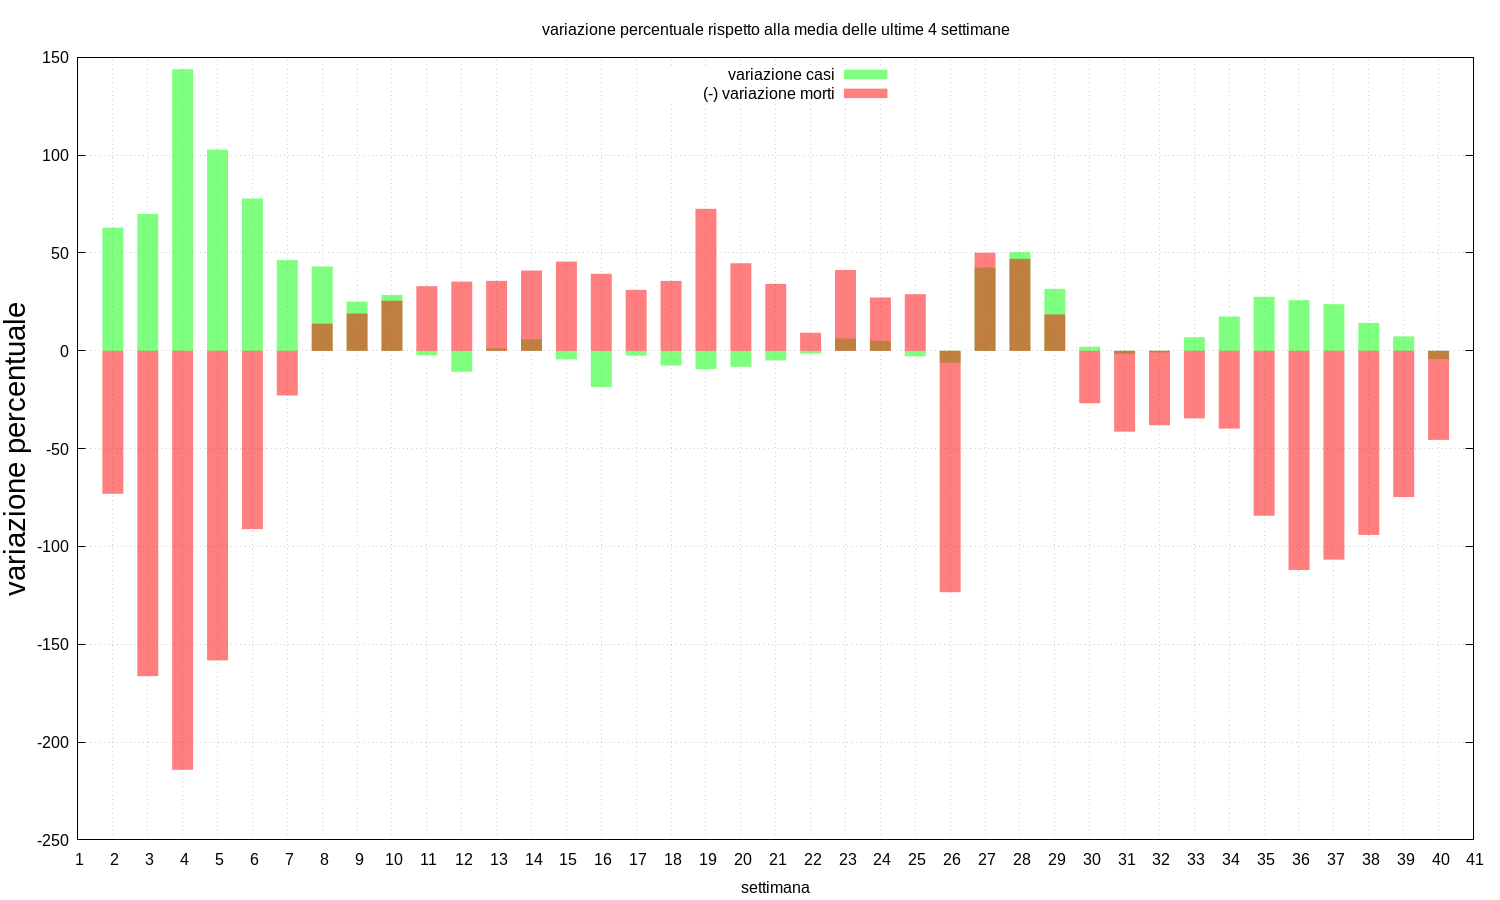 variazione percentuale rispetto alla media delle ultime 4 settimane
variazione casi
(-) variazione morti
150
100
50
0
-50
-100
-150
-200
-250
variazione percentuale
1 2 3 4 5 6 7 8 9 10 11 12 13 14 15 16 17 18 19 20 21 22 23 24 25 26 27 28 29 30 31 32 33 34 35 36 37 38 39 40 41
settimana